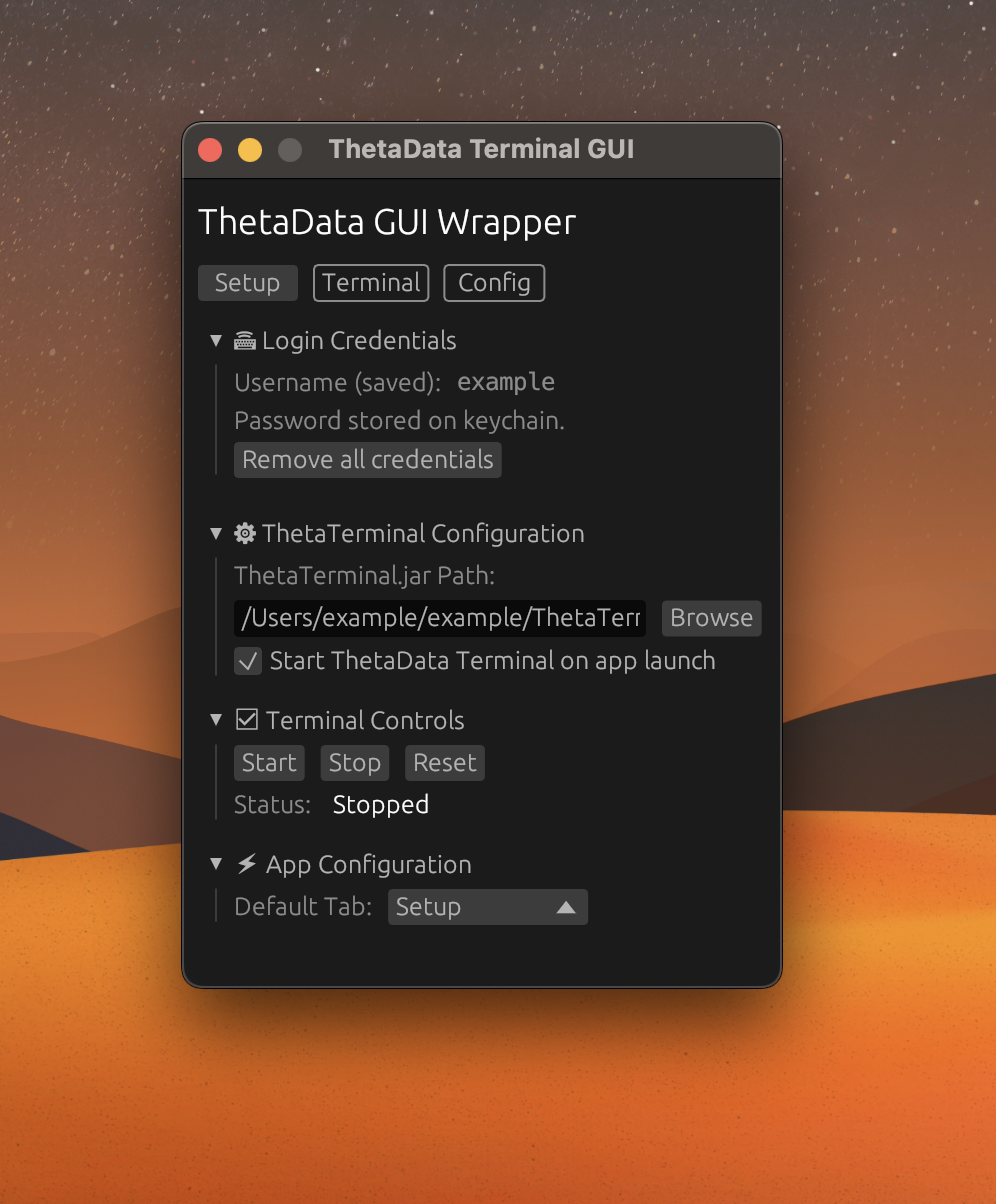 ThetaData Terminal GUI
ThetaData GUI Wrapper
Setup Terminal Config
Login Credentials
Username (saved): example
Password stored on keychain.
Remove all credentials
ThetaTerminal Configuration
ThetaTerminal.jar Path:
/Users/example/example/ThetaTerr Browse
Start ThetaData Terminal on app launch
Terminal Controls
Start Stop Reset
Status: Stopped
App Configuration
Default Tab: Setup